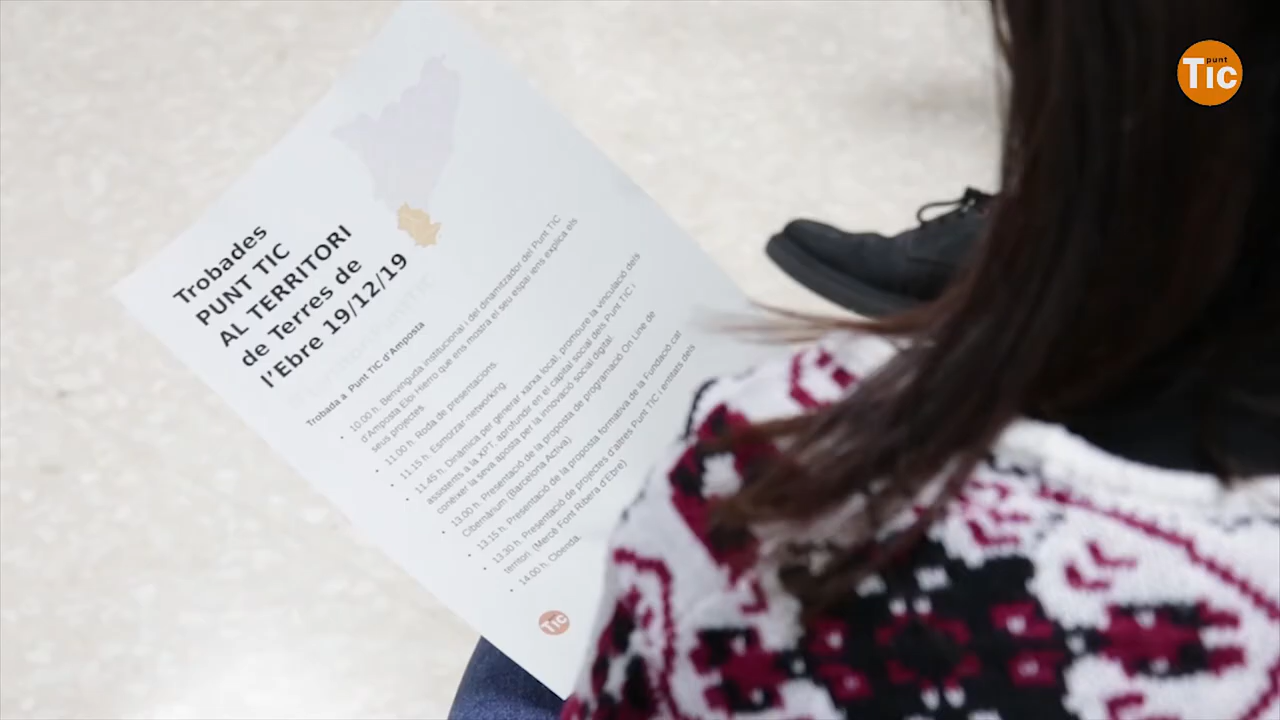 punt
TIC
Trobades
PUNT TIC
AL TERRITORI
de Terres de
l'Ebre 19/12/19
Trobada a Punt TIC d'Amposta
• 10.00 h. Benvinguda institucional i del dinamitzador del Punt TIC
d'Amposta Eloi Hierro que ens mostra el seu espai iens explica els
seus projectes.
• 11.00 h. Roda de presentacions.
• 11.15 h. Esmorzar-networking.
• 11.45 h. Dinàmica per generar xarxa local, promoure la vinculació dels
assistents a la XPT, aprofundir en el capital social dels Punt TIC i
conèixer la seva aposta per la innovació social digital.
• 13.00 h. Presentació de la proposta de programació On Line de
Cibernàrium (Barcelona Activa)
• 13.15 h. Presentació de la proposta formativa de la Fundació.cat
• 13.30 h. Presentació de projectes d'altres Punt TIC i entitats dels
territori. (Mercè Font Ribera d'Ebre)
• 14.00 h. Cloenda.
TIC